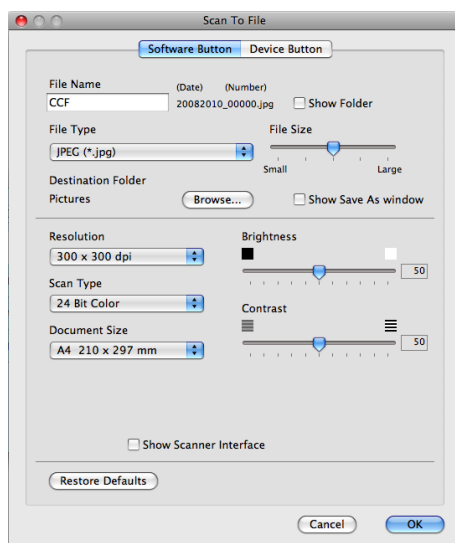 Scan To File
Software Button Device Button
File Name (Date) (Number)
CCF 20082010_00000.jpg Show Folder
File Type File Size
JPEG (*.jpg)
Small Large
Destination Folder
Pictures Browse... Show Save As window
Resolution Brightness
300 x 300 dpi
50
Scan Type
24 Bit Color
Contrast
Document Size
A4 210 x 297 mm 50
Show Scanner Interface
Restore Defaults
Cancel OK